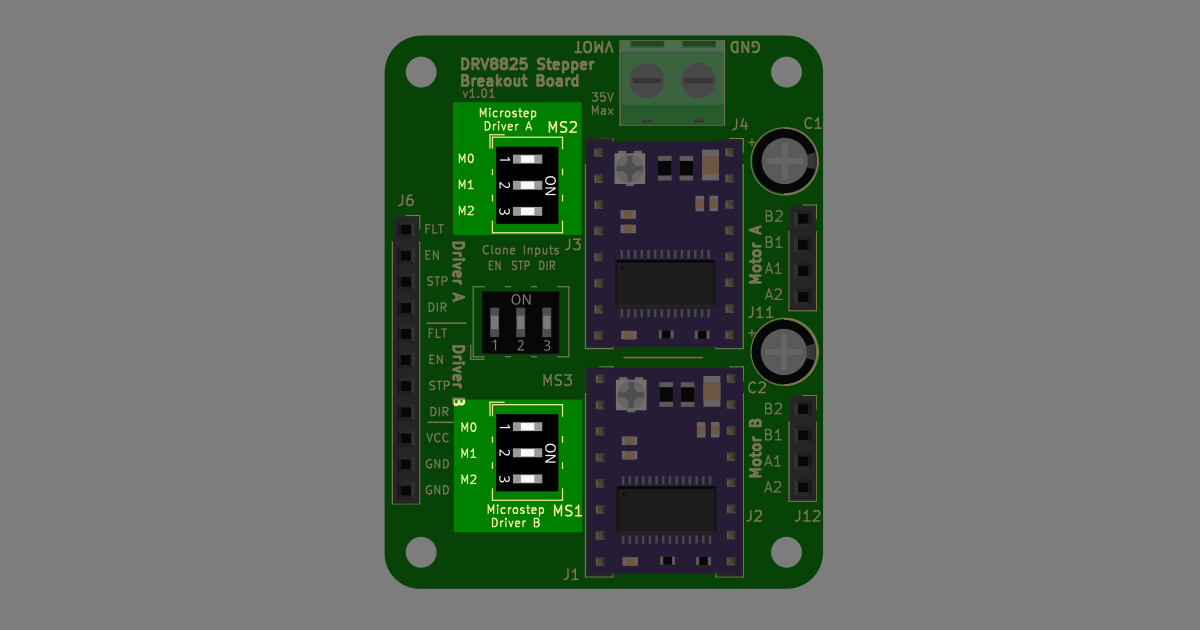 VMOT
GND
DRV8825 Stepper
Breakout Board
v1.01
35V
Max
Microstep
Driver A
MS2
J4
C1
+
M0
M1
M2
1
2
3
ON
J6
FLT
EN
STP
DIR
Driver A
FLT
EN
STP
DIR
Driver B
VCC
GND
GND
Clone Inputs
EN STP DIR
ON
1 2 3
J3
MS3
B2
B1
A1
A2
Motor A
J11
+
C2
M0
M1
M2
1
2
3
ON
Microstep
Driver B
MS1
B2
B1
A1
A2
Motor B
J2
J12
J1